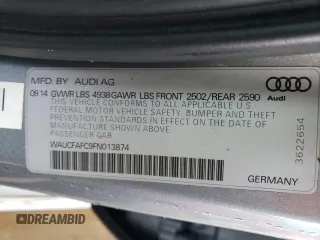 MFD. BY AUDI AG
08.14 GVWR LBS 4938 GAWR LBS FRONT 2502/REAR 2590
Audi
THIS VEHICLE CONFORMS TO ALL APPLICABLE U.S.
FEDERAL MOTOR VEHICLE SAFETY, BUMPER AND THEFT
PREVENTION STANDARDS IN EFFECT ON THE DATE OF
MANUFACTURE SHOWN ABOVE.
PASSENGER CAR
WAUCFAFC9FN013874
GERMANY
3622654
DREAMBID